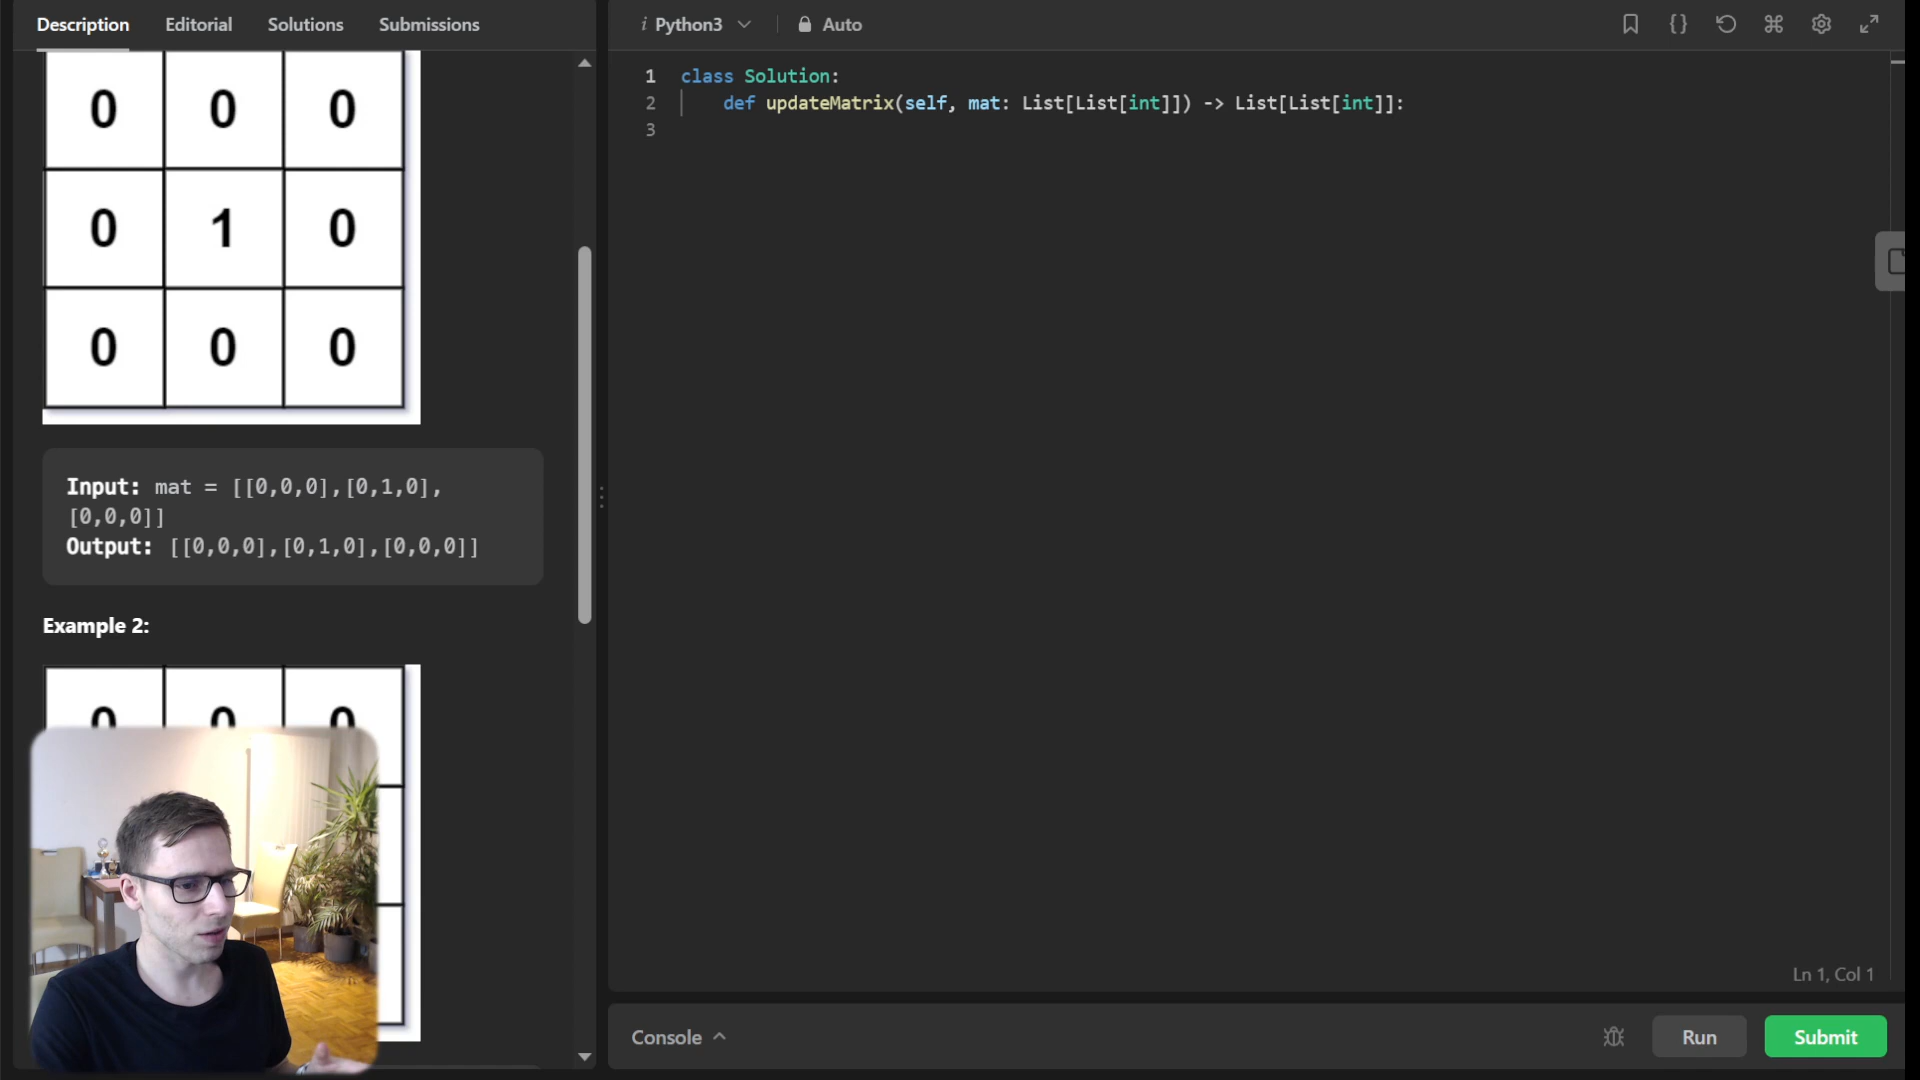 Description Editorial Solutions Submissions
0 0 0
0 1 0
0 0 0
Input: mat = [[0,0,0],[0,1,0],
[0,0,0]]
Output: [[0,0,0],[0,1,0],[0,0,0]]
Example 2:
0 0 0
i Python3 Auto
1 class Solution:
2 def updateMatrix(self, mat: List[List[int]]) -> List[List[int]]:
3
Ln 1, Col 1
Console Run Submit